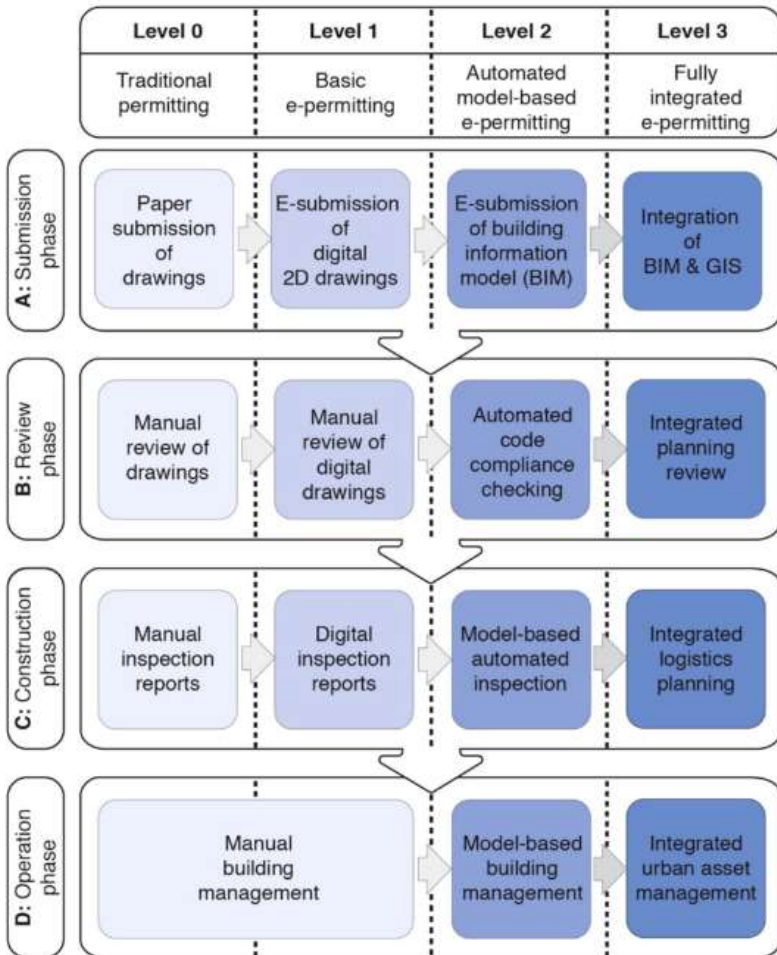 Level 0
Level 1
Level 2
Level 3
Traditional
permitting
Basic
e-permitting
Automated
model-based
e-permitting
Fully
integrated
e-permitting
A: Submission
phase
Paper
submission
of
drawings
E-submission
of
digital
2D drawings
E-submission
of building
information
model (BIM)
Integration
of
BIM & GIS
B: Review
phase
Manual
review of
drawings
Manual
review of
digital
drawings
Automated
code
compliance
checking
Integrated
planning
review
C: Construction
phase
Manual
inspection
reports
Digital
inspection
reports
Model-based
automated
inspection
Integrated
logistics
planning
D: Operation
phase
Manual
building
management
Model-based
building
management
Integrated
urban asset
management